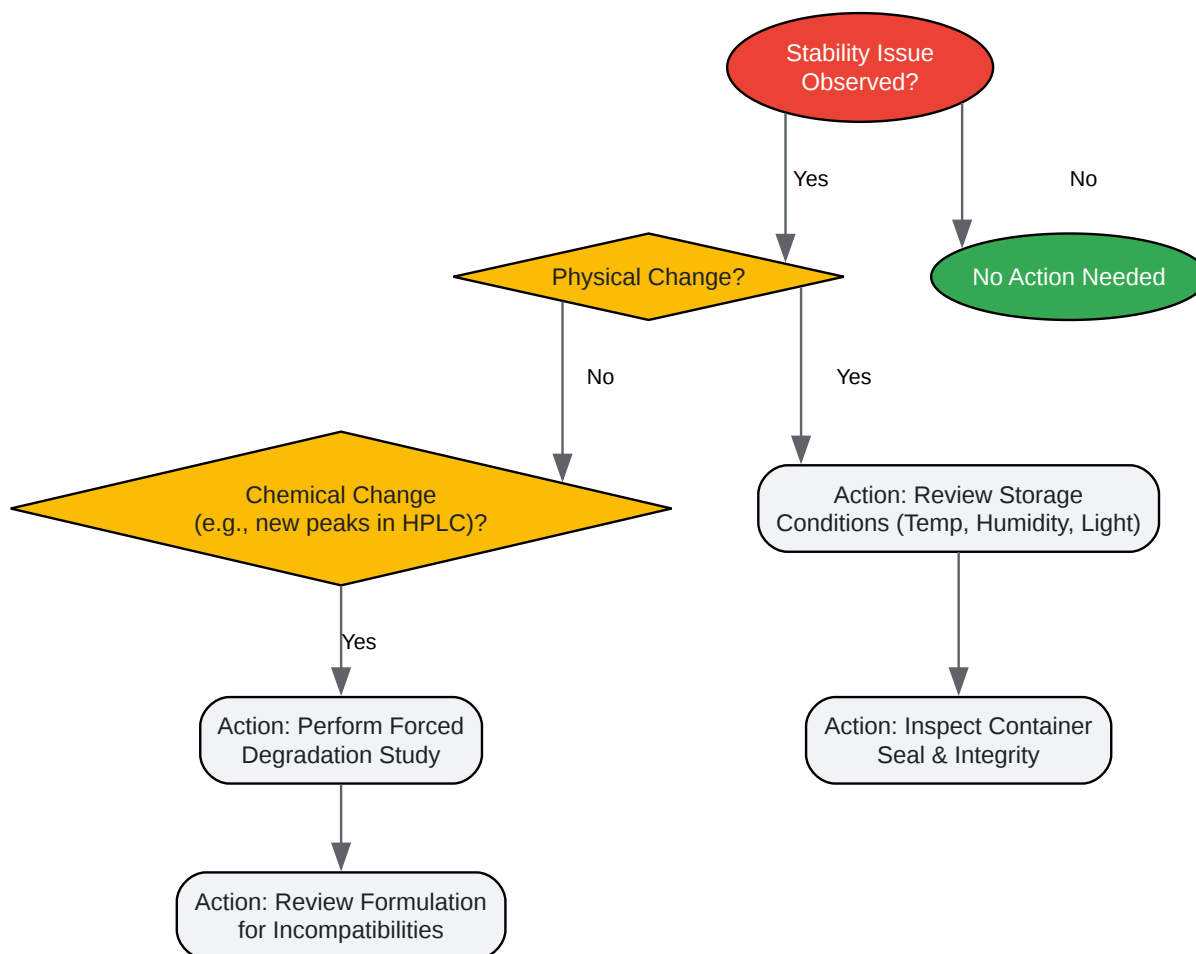 Stability Issue
Observed?
Yes
No
Physical Change?
No Action Needed
No
Yes
Chemical Change
(e.g., new peaks in HPLC)?
Action: Review Storage
Conditions (Temp, Humidity, Light)
Yes
Action: Perform Forced
Degradation Study
Action: Inspect Container
Seal & Integrity
Action: Review Formulation
for Incompatibilities